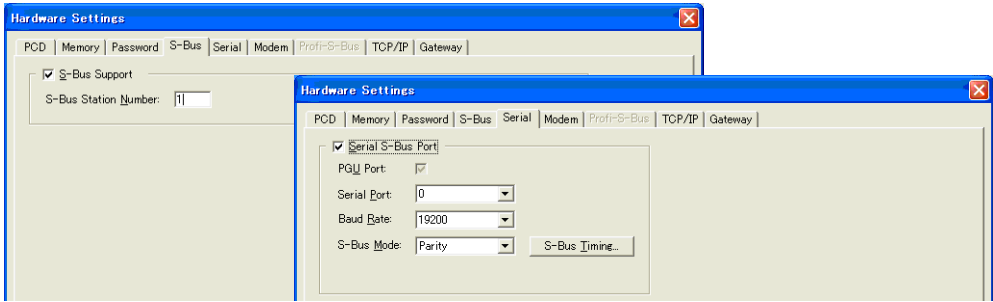 Hardware Settings
PCD Memory Password S-Bus Serial Modem Profi-S-Bus TCP/IP Gateway
S-Bus Support
S-Bus Station Number: 1
Hardware Settings
PCD Memory Password S-Bus Serial Modem Profi-S-Bus TCP/IP Gateway
Serial S-Bus Port
PGU Port:
Serial Port: 0
Baud Rate: 19200
S-Bus Mode: Parity S-Bus Timing...